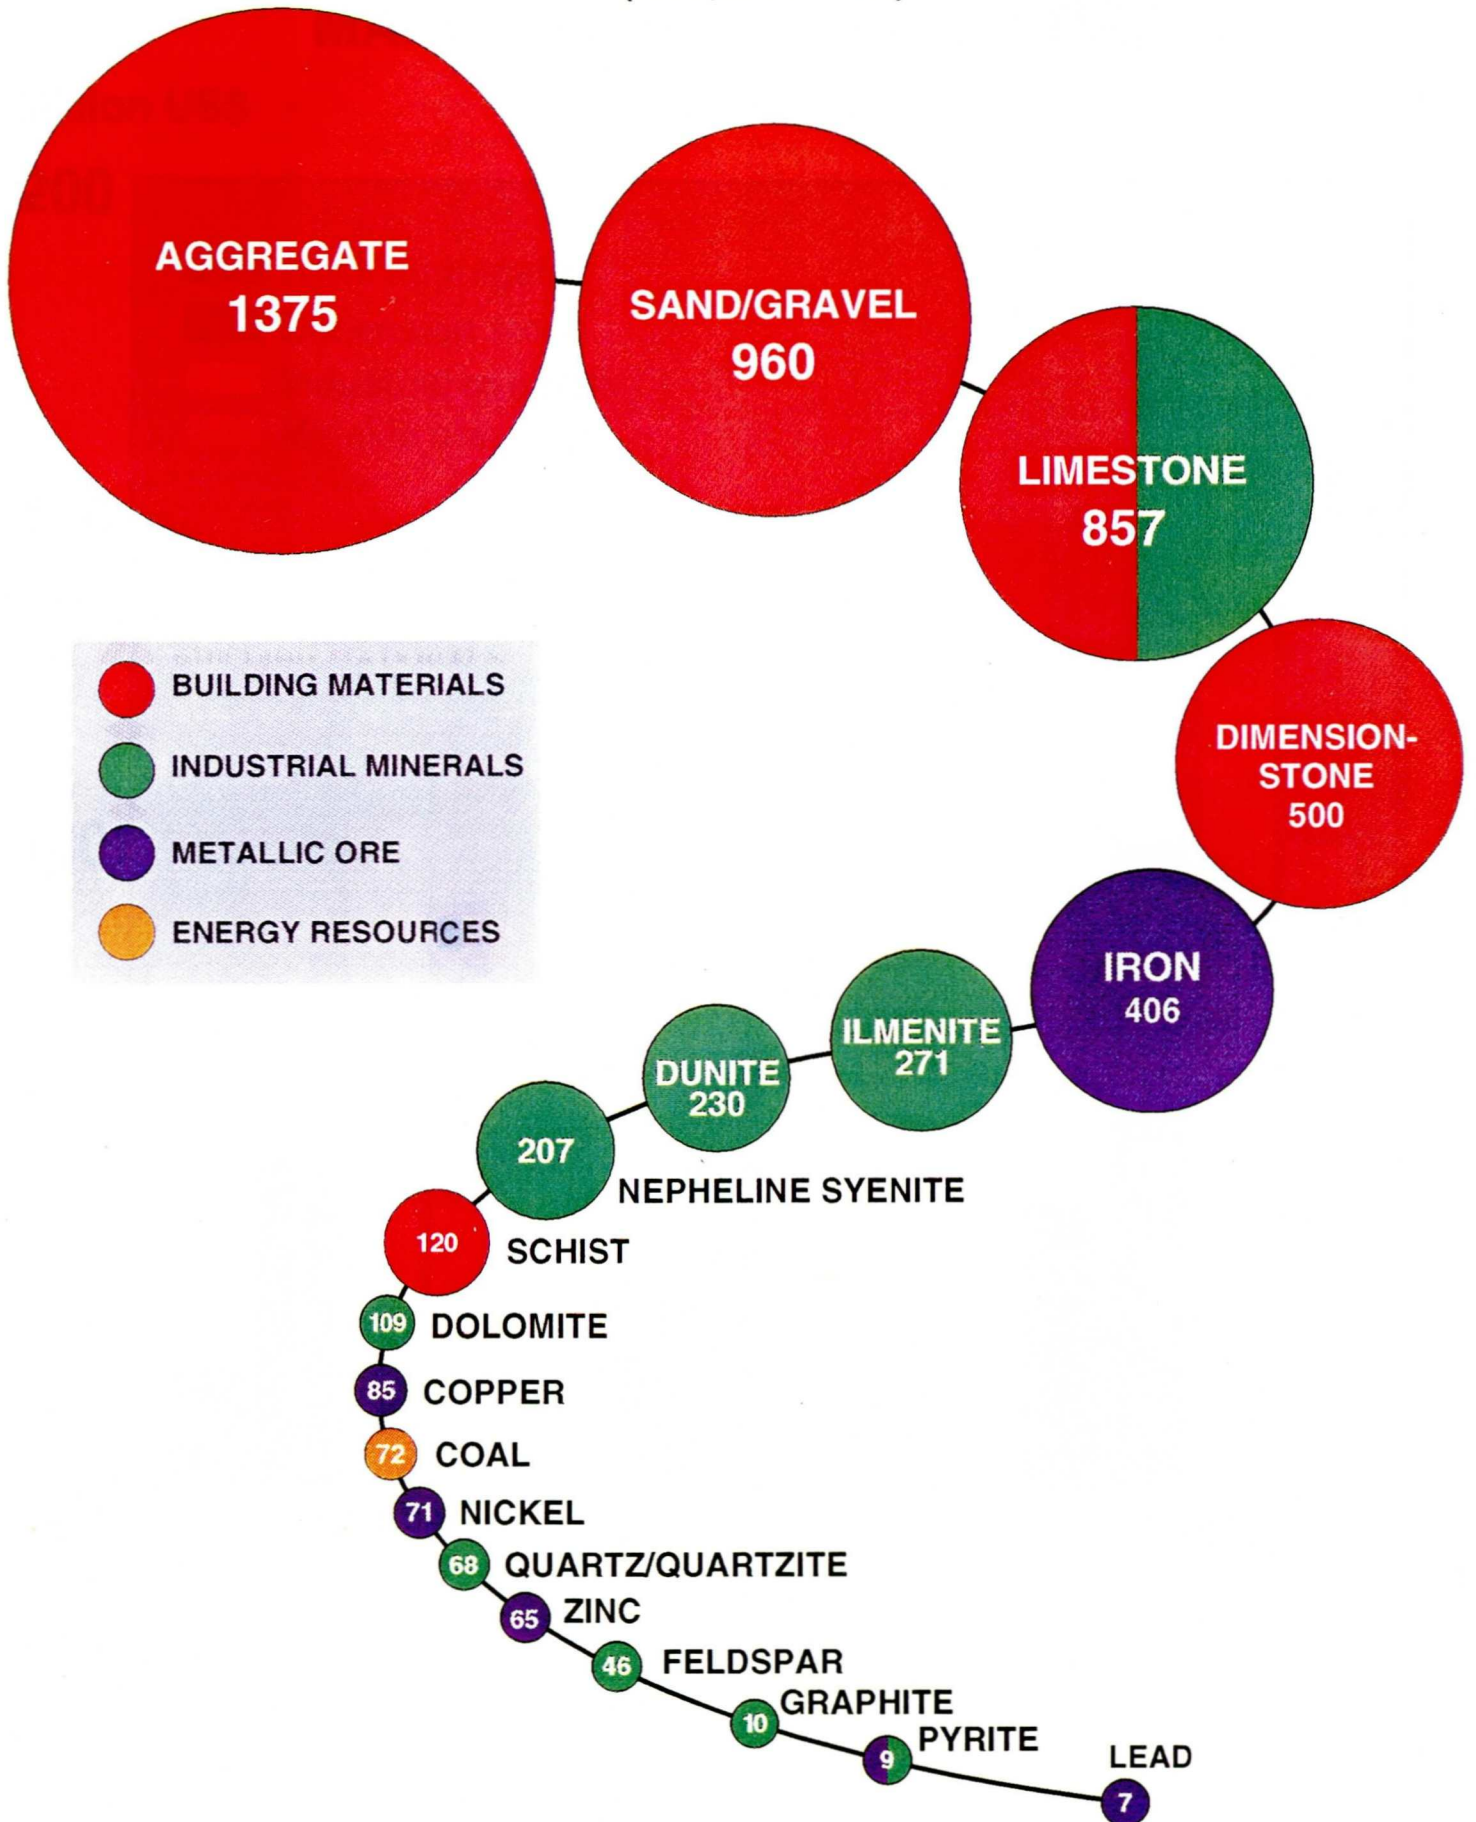 AGGREGATE
1375
SAND/GRAVEL
960
LIMESTONE
857
DIMENSION-
STONE
500
BUILDING MATERIALS
INDUSTRIAL MINERALS
METALLIC ORE
ENERGY RESOURCES
IRON
406
ILMENITE
271
DUNITE
230
207
NEPHELINE SYENITE
120
SCHIST
109
DOLOMITE
85
COPPER
72
COAL
71
NICKEL
68
QUARTZ/QUARTZITE
65
ZINC
46
FELDSPAR
10
GRAPHITE
9
PYRITE
7
LEAD